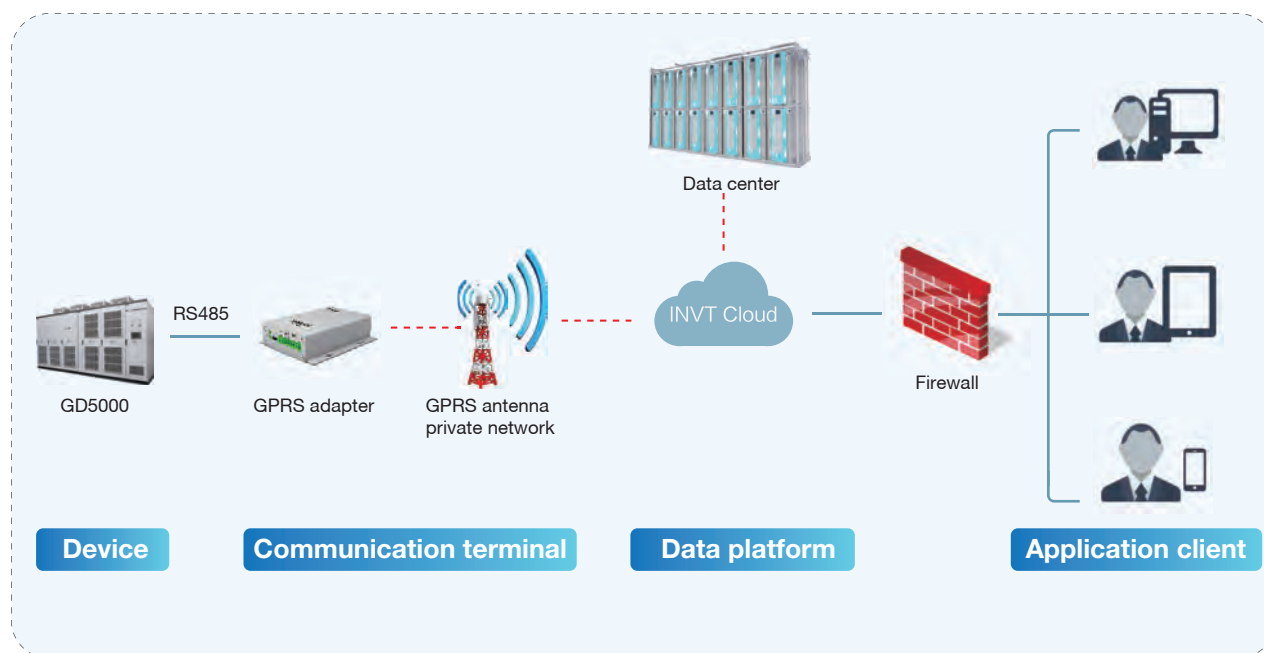 Data center
RS485
INVT Cloud
GD5000
GPRS adapter
GPRS antenna
private network
Firewall
Device
Communication terminal
Data platform
Application client